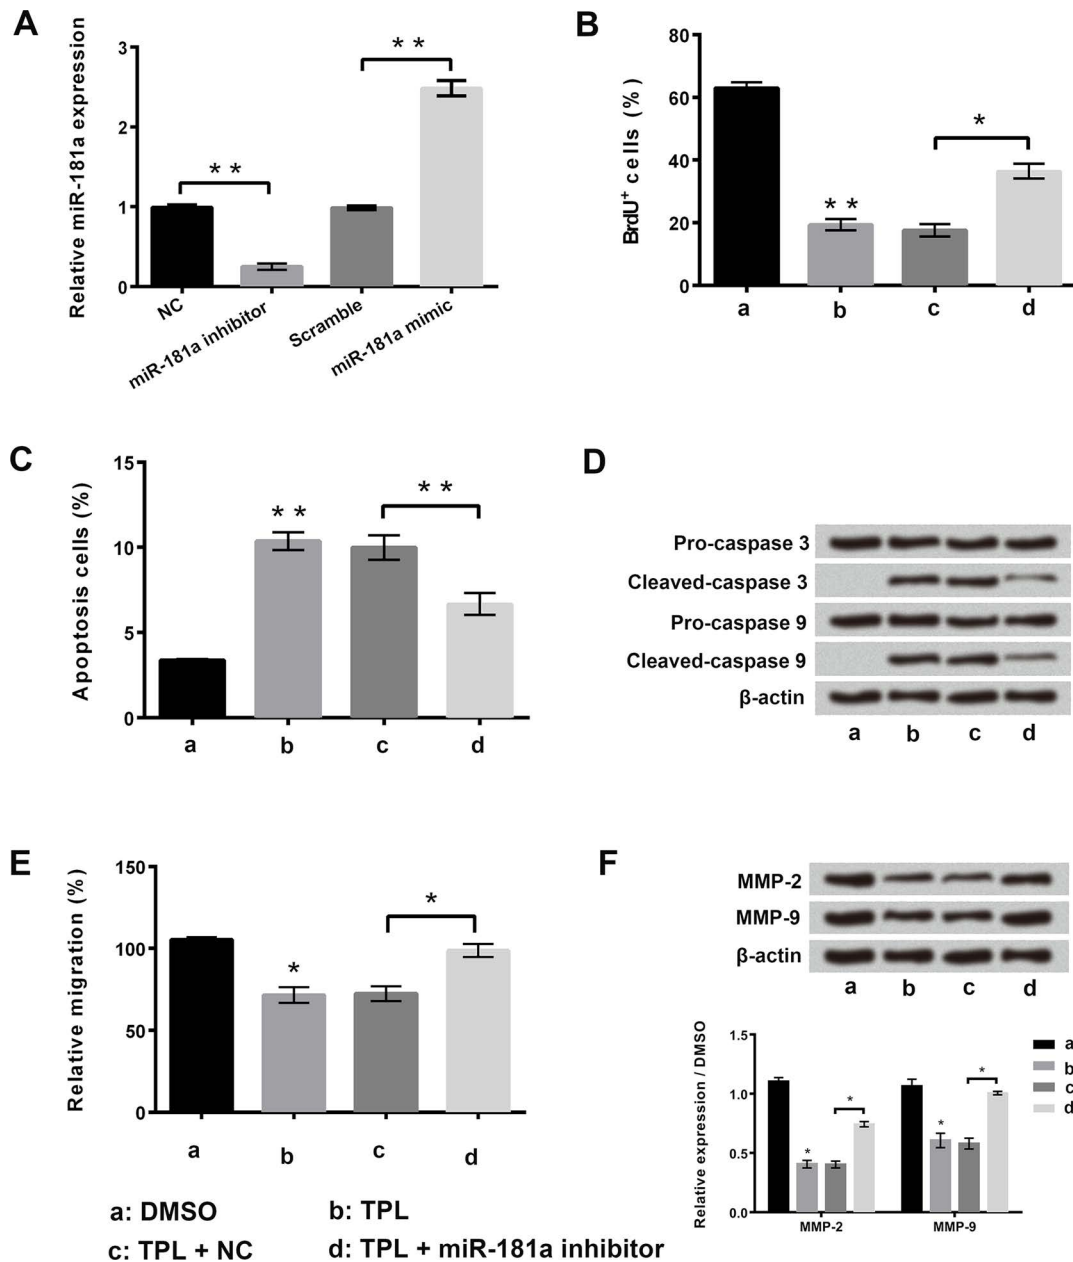 A
Relative miR-181a expression
3
2
1
0
* *
* *
NC
miR-181a inhibitor
Scramble
miR-181a mimic
B
BrdU+ cells (%)
80
60
40
20
0
* *
*
a b c d
C
Apoptosis cells (%)
15
10
5
0
* *
* *
a b c d
D
Pro-caspase 3
Cleaved-caspase 3
Pro-caspase 9
Cleaved-caspase 9
β-actin
a b c d
E
Relative migration (%)
150
100
50
0
*
*
a b c d
F
MMP-2
MMP-9
β-actin
a b c d
Relative expression / DMSO
1.5
1.0
0.5
0.0
*
*
*
*
MMP-2 MMP-9
a
b
c
d
a: DMSO b: TPL
c: TPL + NC d: TPL + miR-181a inhibitor